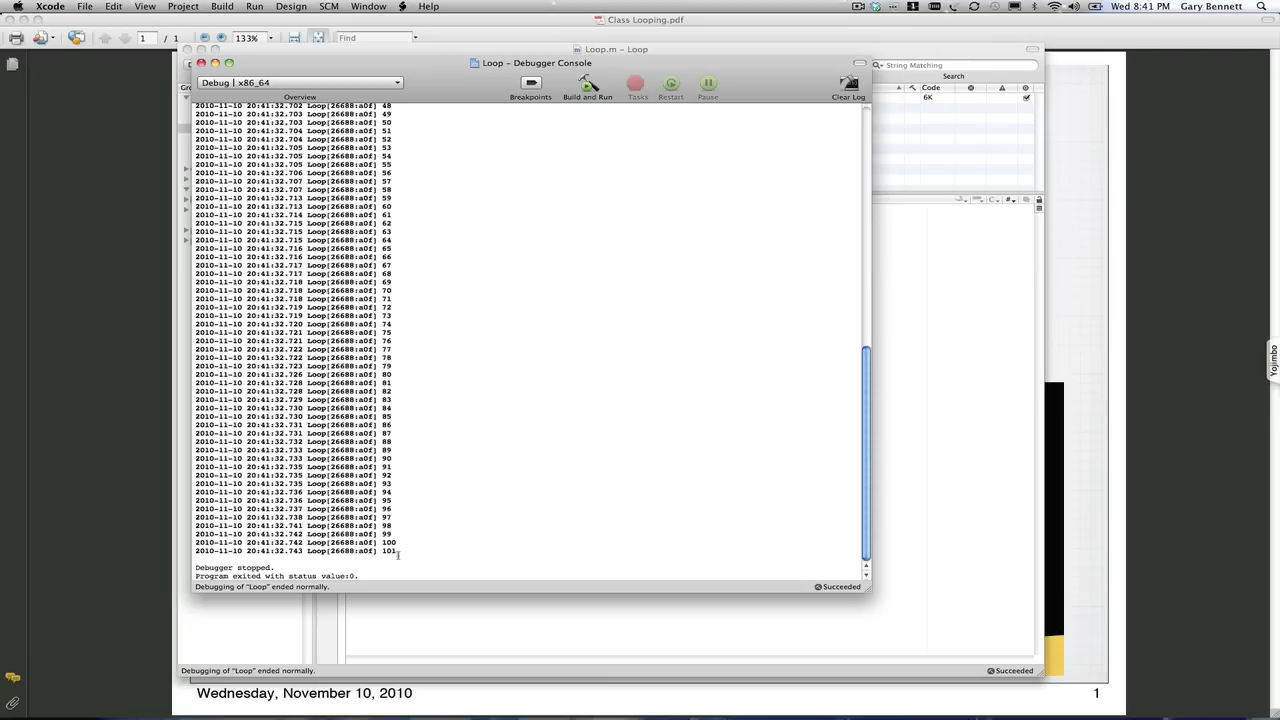 Xcode File Edit View Project Build Run Design SCM Window Help
Wed 8:41 PM Gary Bennett
Class Looping.pdf
1 / 1 133% Find
Loop.m – Loop
Loop – Debugger Console
String Matching
Search
Debug | x86_64
Overview
Breakpoints Build and Run Tasks Restart Pause Clear Log
Code
6K
2010-11-10 20:41:32.702 Loop[26688:a0f] 48
2010-11-10 20:41:32.703 Loop[26688:a0f] 49
2010-11-10 20:41:32.703 Loop[26688:a0f] 50
2010-11-10 20:41:32.704 Loop[26688:a0f] 51
2010-11-10 20:41:32.704 Loop[26688:a0f] 52
2010-11-10 20:41:32.705 Loop[26688:a0f] 53
2010-11-10 20:41:32.705 Loop[26688:a0f] 54
2010-11-10 20:41:32.705 Loop[26688:a0f] 55
2010-11-10 20:41:32.706 Loop[26688:a0f] 56
2010-11-10 20:41:32.707 Loop[26688:a0f] 57
2010-11-10 20:41:32.707 Loop[26688:a0f] 58
2010-11-10 20:41:32.713 Loop[26688:a0f] 59
2010-11-10 20:41:32.713 Loop[26688:a0f] 60
2010-11-10 20:41:32.714 Loop[26688:a0f] 61
2010-11-10 20:41:32.715 Loop[26688:a0f] 62
2010-11-10 20:41:32.715 Loop[26688:a0f] 63
2010-11-10 20:41:32.715 Loop[26688:a0f] 64
2010-11-10 20:41:32.716 Loop[26688:a0f] 65
2010-11-10 20:41:32.716 Loop[26688:a0f] 66
2010-11-10 20:41:32.717 Loop[26688:a0f] 67
2010-11-10 20:41:32.717 Loop[26688:a0f] 68
2010-11-10 20:41:32.718 Loop[26688:a0f] 69
2010-11-10 20:41:32.718 Loop[26688:a0f] 70
2010-11-10 20:41:32.718 Loop[26688:a0f] 71
2010-11-10 20:41:32.719 Loop[26688:a0f] 72
2010-11-10 20:41:32.719 Loop[26688:a0f] 73
2010-11-10 20:41:32.720 Loop[26688:a0f] 74
2010-11-10 20:41:32.721 Loop[26688:a0f] 75
2010-11-10 20:41:32.721 Loop[26688:a0f] 76
2010-11-10 20:41:32.722 Loop[26688:a0f] 77
2010-11-10 20:41:32.722 Loop[26688:a0f] 78
2010-11-10 20:41:32.723 Loop[26688:a0f] 79
2010-11-10 20:41:32.726 Loop[26688:a0f] 80
2010-11-10 20:41:32.728 Loop[26688:a0f] 81
2010-11-10 20:41:32.728 Loop[26688:a0f] 82
2010-11-10 20:41:32.729 Loop[26688:a0f] 83
2010-11-10 20:41:32.730 Loop[26688:a0f] 84
2010-11-10 20:41:32.730 Loop[26688:a0f] 85
2010-11-10 20:41:32.731 Loop[26688:a0f] 86
2010-11-10 20:41:32.731 Loop[26688:a0f] 87
2010-11-10 20:41:32.732 Loop[26688:a0f] 88
2010-11-10 20:41:32.733 Loop[26688:a0f] 89
2010-11-10 20:41:32.733 Loop[26688:a0f] 90
2010-11-10 20:41:32.735 Loop[26688:a0f] 91
2010-11-10 20:41:32.735 Loop[26688:a0f] 92
2010-11-10 20:41:32.735 Loop[26688:a0f] 93
2010-11-10 20:41:32.736 Loop[26688:a0f] 94
2010-11-10 20:41:32.736 Loop[26688:a0f] 95
2010-11-10 20:41:32.737 Loop[26688:a0f] 96
2010-11-10 20:41:32.738 Loop[26688:a0f] 97
2010-11-10 20:41:32.741 Loop[26688:a0f] 98
2010-11-10 20:41:32.742 Loop[26688:a0f] 99
2010-11-10 20:41:32.742 Loop[26688:a0f] 100
2010-11-10 20:41:32.743 Loop[26688:a0f] 101
Debugger stopped.
Program exited with status value:0.
Debugging of "Loop" ended normally. Succeeded
Debugging of "Loop" ended normally. Succeeded
Wednesday, November 10, 2010 1
Yojimbo